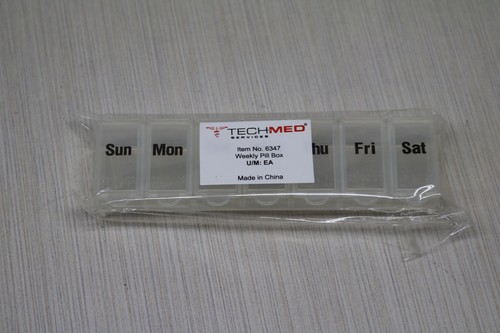 Sun Mon hu Fri Sat
TECHMED®
SERVICES
Item No. 6347
Weekly Pill Box
U/M: EA
Made in China